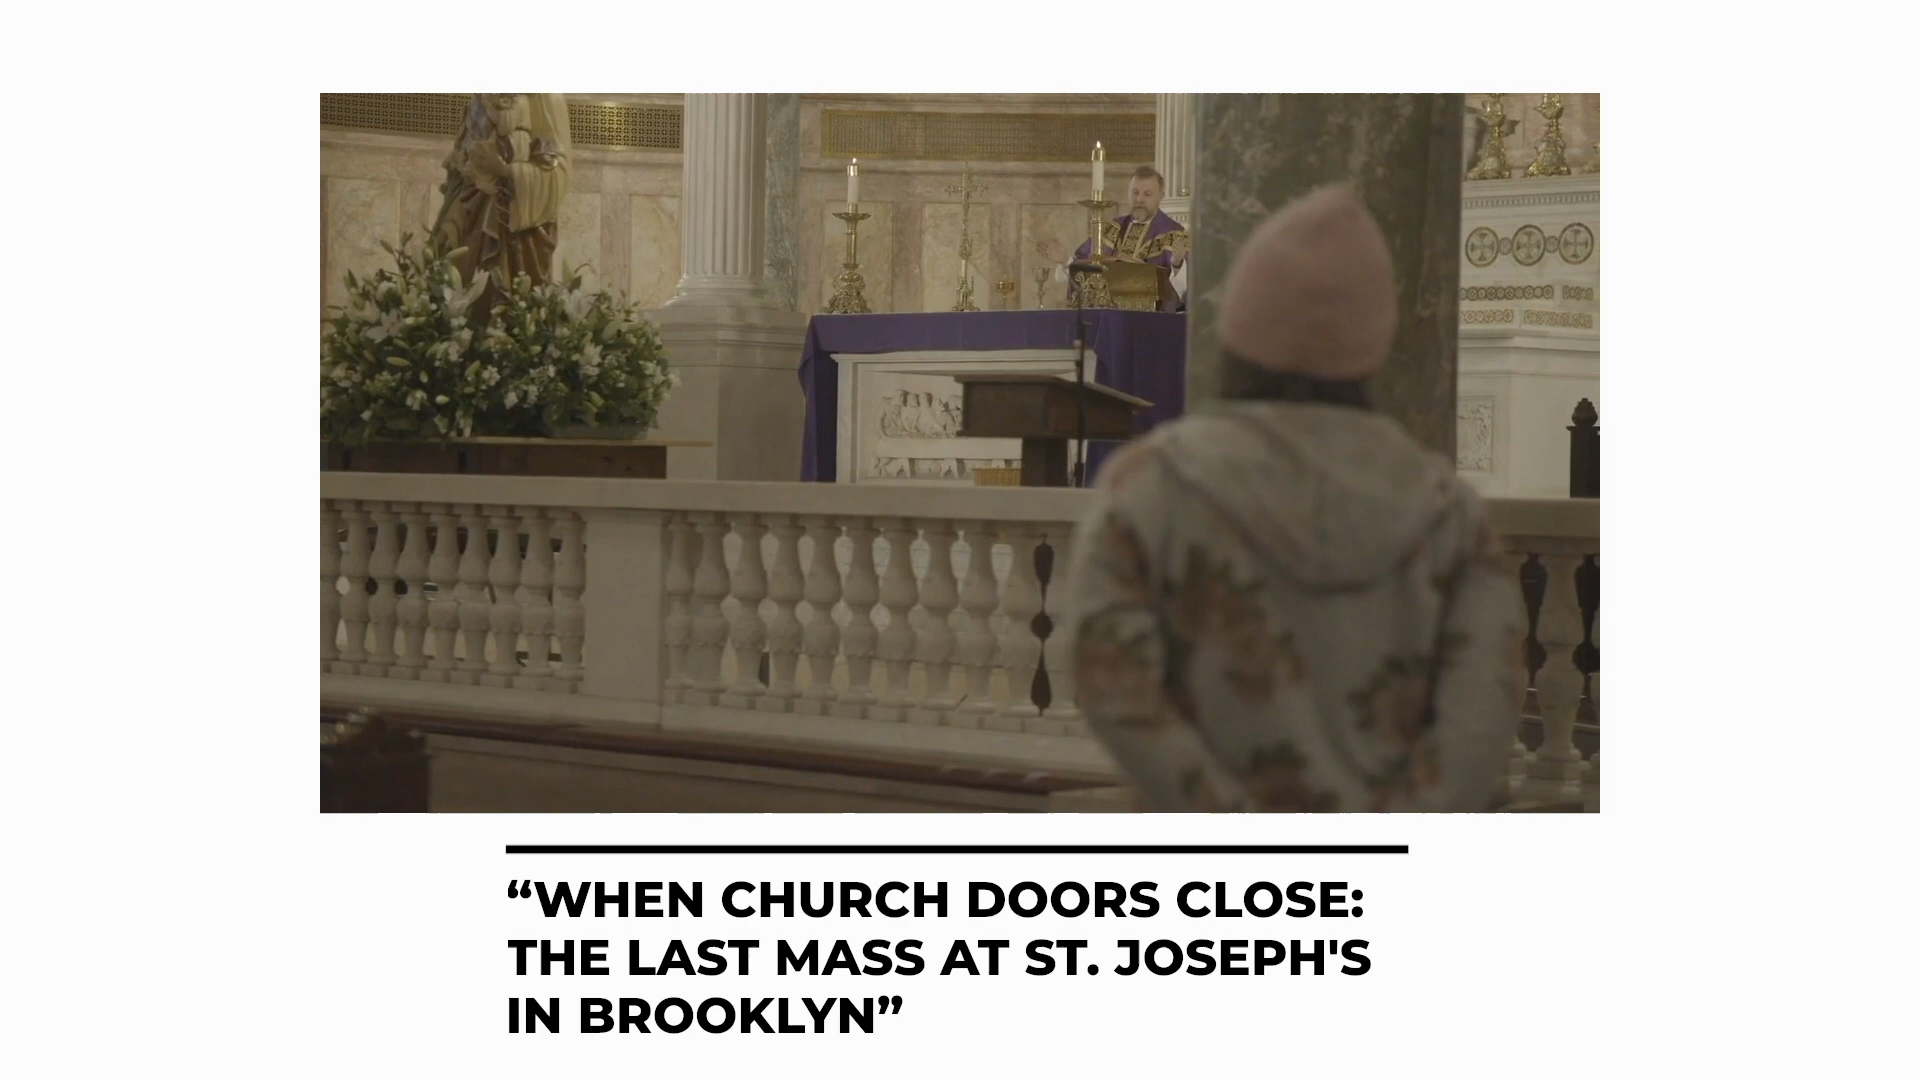 “WHEN CHURCH DOORS CLOSE:
THE LAST MASS AT ST. JOSEPH'S
IN BROOKLYN”